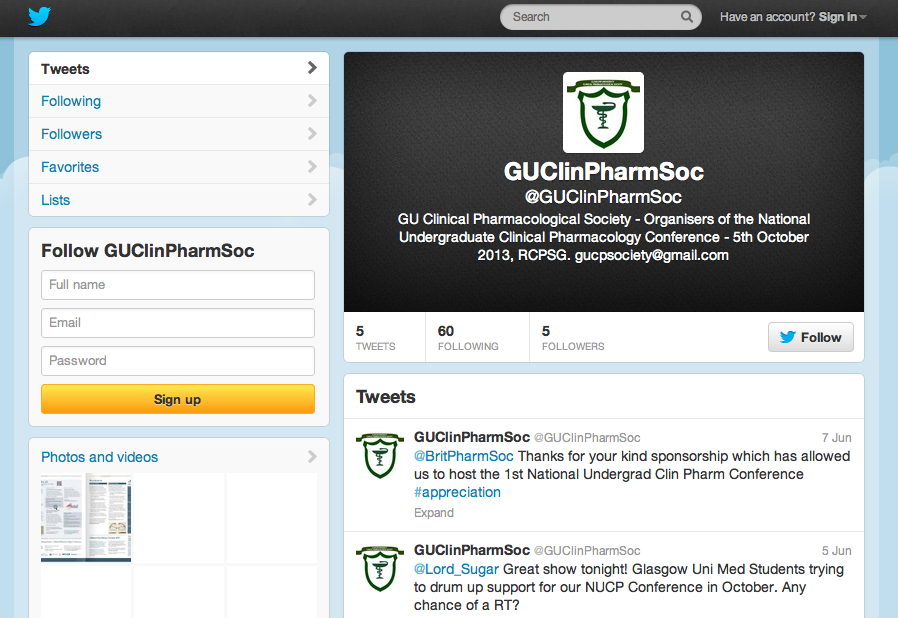 Search
Have an account? Sign in
Tweets
Following
Followers
Favorites
Lists
Follow GUClinPharmSoc
Full name
Email
Password
Sign up
Photos and videos
GUClinPharmSoc
@GUClinPharmSoc
GU Clinical Pharmacological Society - Organisers of the National
Undergraduate Clinical Pharmacology Conference - 5th October
2013, RCPSG. gucpsociety@gmail.com
5
TWEETS
60
FOLLOWING
5
FOLLOWERS
Follow
Tweets
GUClinPharmSoc @GUClinPharmSoc 7 Jun
@BritPharmSoc Thanks for your kind sponsorship which has allowed
us to host the 1st National Undergrad Clin Pharm Conference
#appreciation
Expand
GUClinPharmSoc @GUClinPharmSoc 5 Jun
@Lord_Sugar Great show tonight! Glasgow Uni Med Students trying
to drum up support for our NUCP Conference in October. Any
chance of a RT?